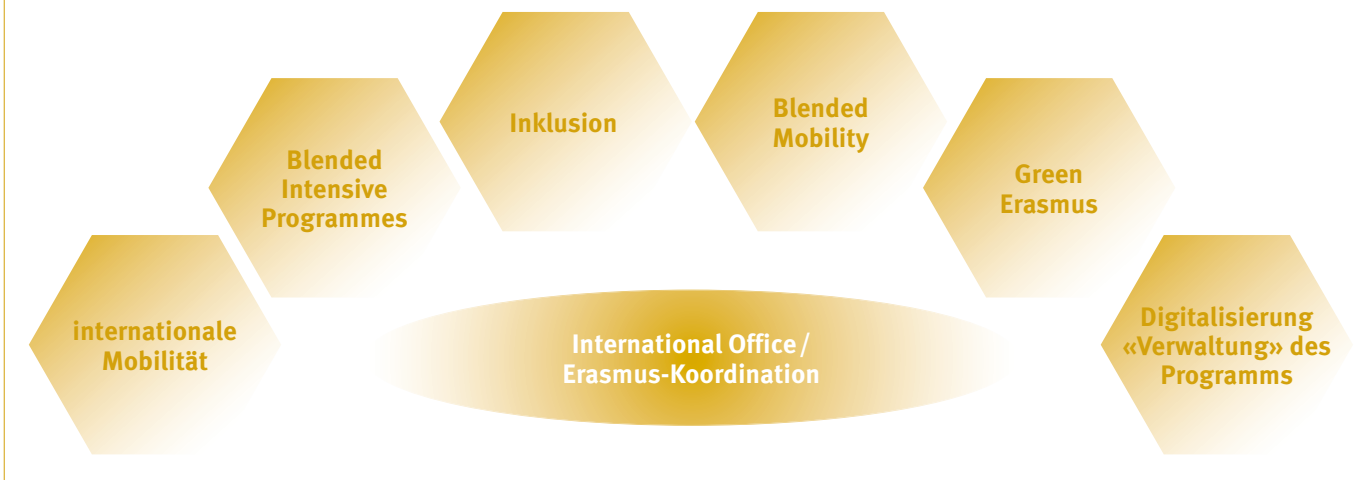 internationale
Mobilität
Blended
Intensive
Programmes
Inklusion
Blended
Mobility
Green
Erasmus
Digitalisierung
«Verwaltung» des
Programms
International Office /
Erasmus-Koordination